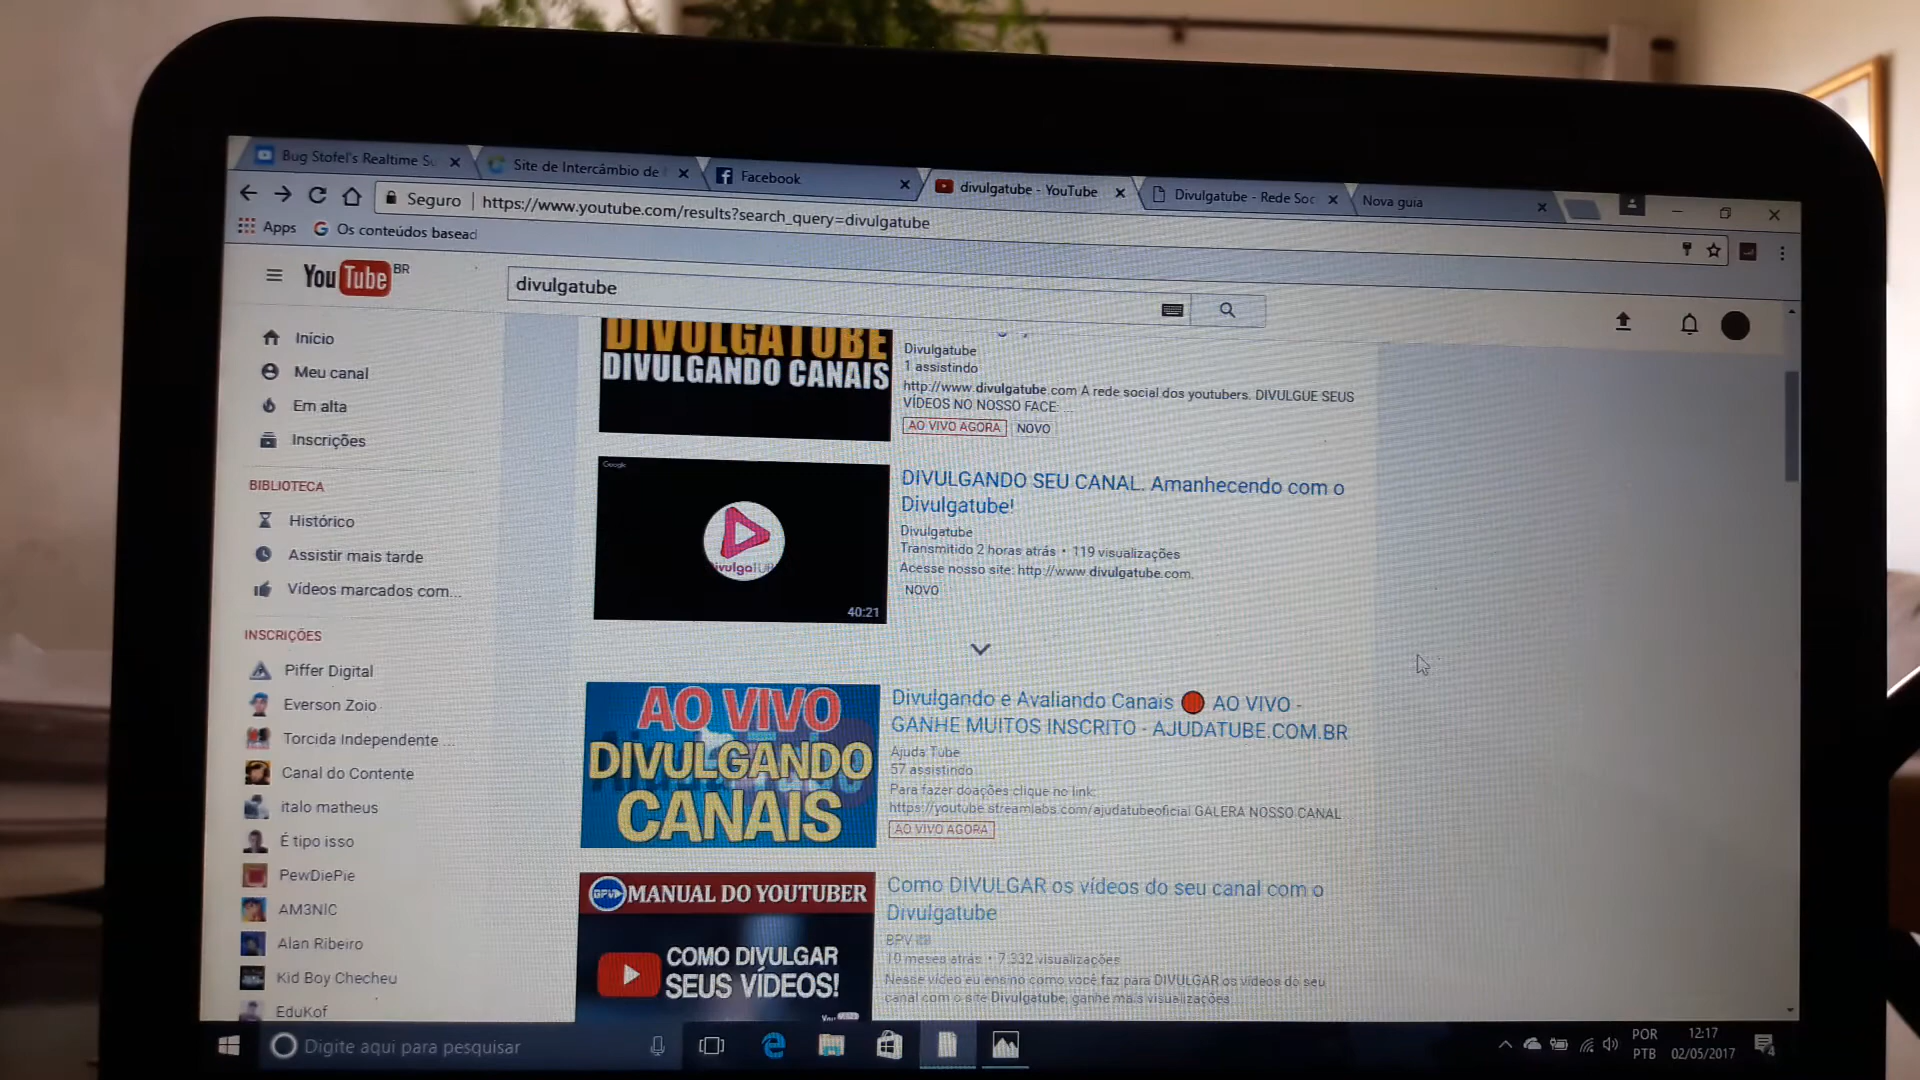 Bug Stofel's Realtime Su
Site de Intercâmbio de
Facebook
divulgatube - YouTube
Divulgatube - Rede Soc
Nova guia
Seguro
https://www.youtube.com/results?search_query=divulgatube
Apps
Os conteúdos basead
YouTube BR
divulgatube
Início
Meu canal
Em alta
Inscrições
BIBLIOTECA
Histórico
Assistir mais tarde
Vídeos marcados com...
INSCRIÇÕES
Piffer Digital
Everson Zoio
Torcida Independente ...
Canal do Contente
italo matheus
É tipo isso
PewDiePie
AM3NIC
Alan Ribeiro
Kid Boy Checheu
EduKof
DIVULGATUBE
DIVULGANDO CANAIS
Divulgatube
1 assistindo
http://www.divulgatube.com A rede social dos youtubers. DIVULGUE SEUS
VÍDEOS NO NOSSO FACE: ...
AO VIVO AGORA NOVO
Google
DivulgaTUBE
40:21
DIVULGANDO SEU CANAL. Amanhecendo com o
Divulgatube!
Divulgatube
Transmitido 2 horas atrás • 119 visualizações
Acesse nosso site: http://www.divulgatube.com.
NOVO
AO VIVO
DIVULGANDO
CANAIS
Divulgando e Avaliando Canais 🔴 AO VIVO -
GANHE MUITOS INSCRITO - AJUDATUBE.COM.BR
Ajuda Tube
57 assistindo
Para fazer doações clique no link:
https://youtube.streamlabs.com/ajudatubeoficial GALERA NOSSO CANAL
AO VIVO AGORA
BPV MANUAL DO YOUTUBER
COMO DIVULGAR
SEUS VÍDEOS!
Como DIVULGAR os vídeos do seu canal com o
Divulgatube
BPV
10 meses atrás • 7.332 visualizações
Nesse vídeo eu ensino como você faz para DIVULGAR os vídeos do seu
canal com o site Divulgatube, ganhe mais visualizações
Digite aqui para pesquisar
POR
PTB
12:17
02/05/2017
4